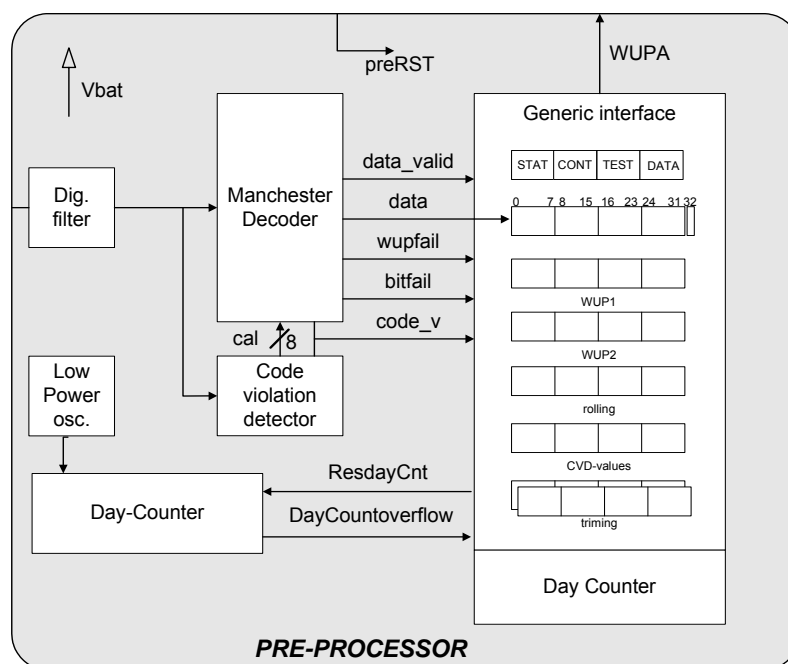 preRST
WUPA
Vbat
Generic interface
STAT CONT TEST DATA
0 7 8 15 16 23 24 31 32
Dig.
filter
Manchester
Decoder
data_valid
data
wupfail
bitfail
code_v
WUP1
WUP2
rolling
CVD-values
triming
cal 8
Low
Power
osc.
Code
violation
detector
Day-Counter
ResdayCnt
DayCountoverflow
Day Counter
PRE-PROCESSOR